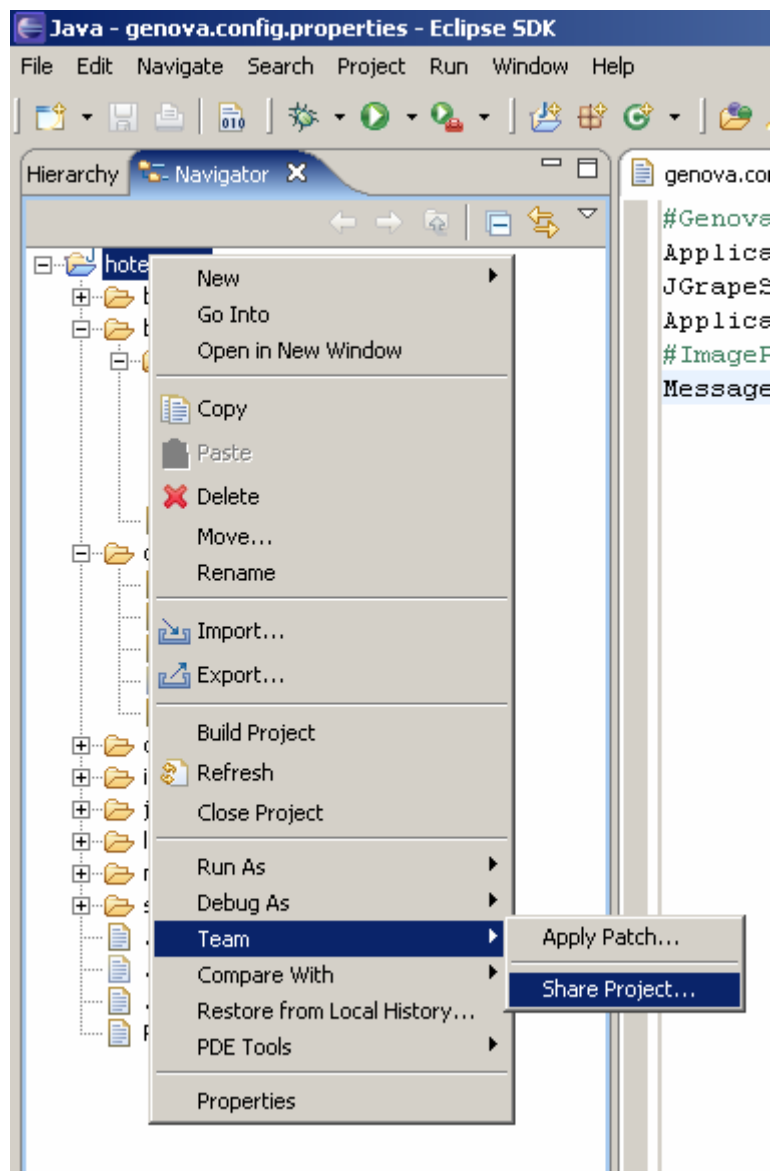 Java - genova.config.properties - Eclipse SDK
File Edit Navigate Search Project Run Window Help
010
Hierarchy Navigator
genova.co
#Genova
hote
Applica
JGrapeS
Applica
#ImageP
Message
New
Go Into
Open in New Window
Copy
Paste
Delete
Move...
Rename
Import...
Export...
Build Project
Refresh
Close Project
Run As
Debug As
Team
Compare With
Restore from Local History...
PDE Tools
Properties
Apply Patch...
Share Project...